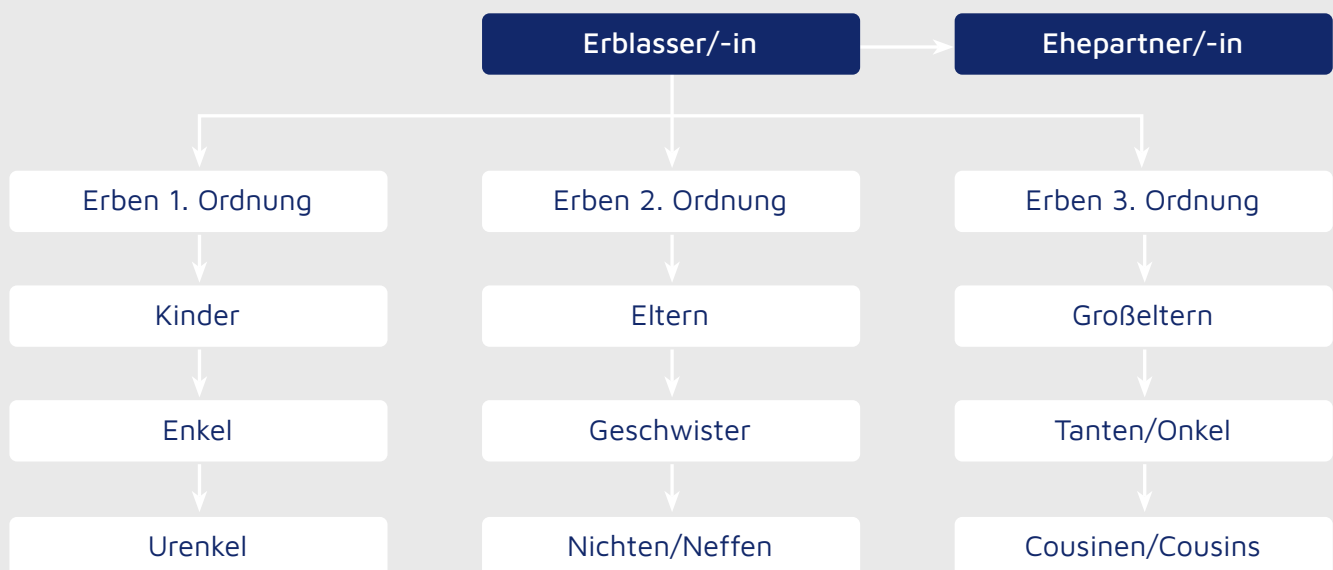 Erblasser/-in
Ehepartner/-in
Erben 1. Ordnung
Erben 2. Ordnung
Erben 3. Ordnung
Kinder
Eltern
Großeltern
Enkel
Geschwister
Tanten/Onkel
Urenkel
Nichten/Neffen
Cousinen/Cousins